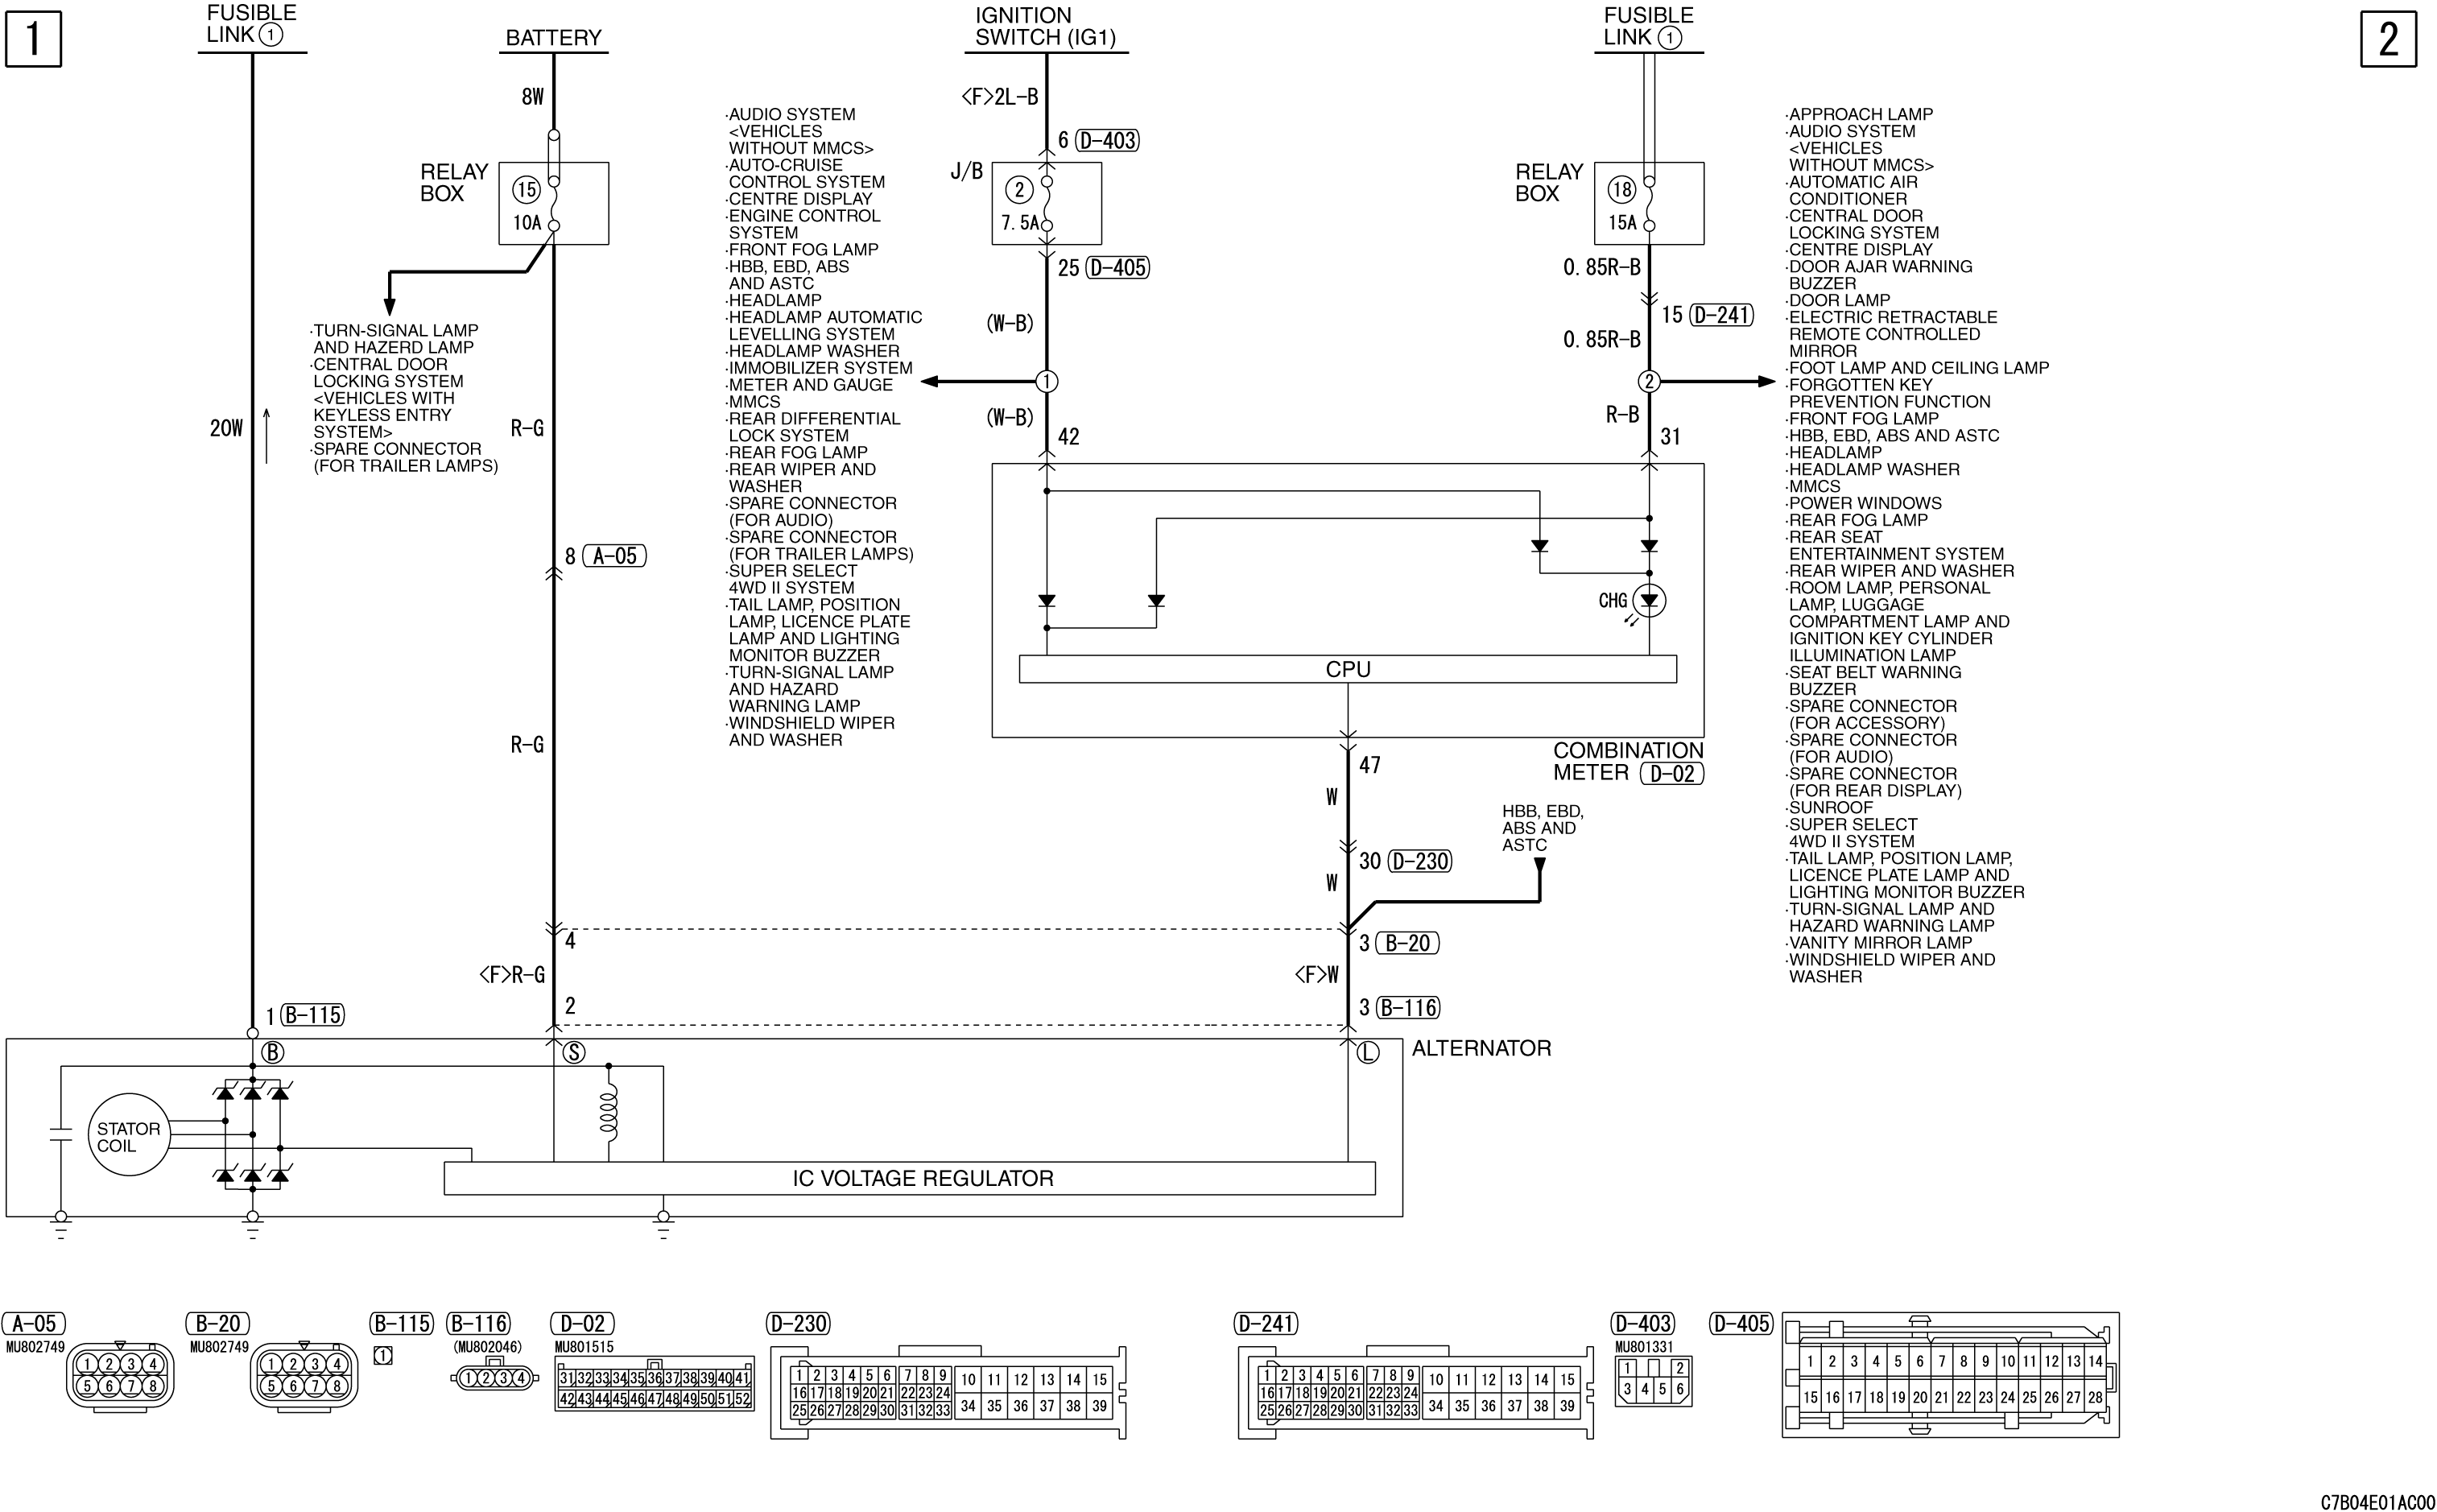 1
FUSIBLE
LINK ①
BATTERY
IGNITION
SWITCH (IG1)
FUSIBLE
LINK ①
2
8W
<F>2L-B
6 D-403
RELAY
BOX
15
10A
J/B
2
7.5A
RELAY
BOX
18
15A
25 D-405
0.85R-B
15 D-241
(W-B)
0.85R-B
1
2
(W-B)
R-B
42
31
·TURN-SIGNAL LAMP
AND HAZERD LAMP
·CENTRAL DOOR
LOCKING SYSTEM
<VEHICLES WITH
KEYLESS ENTRY
SYSTEM>
·SPARE CONNECTOR
(FOR TRAILER LAMPS)
20W
R-G
8 A-05
R-G
·AUDIO SYSTEM
<VEHICLES
WITHOUT MMCS>
·AUTO-CRUISE
CONTROL SYSTEM
·CENTRE DISPLAY
·ENGINE CONTROL
SYSTEM
·FRONT FOG LAMP
·HBB, EBD, ABS
AND ASTC
·HEADLAMP
·HEADLAMP AUTOMATIC
LEVELLING SYSTEM
·HEADLAMP WASHER
·IMMOBILIZER SYSTEM
·METER AND GAUGE
·MMCS
·REAR DIFFERENTIAL
LOCK SYSTEM
·REAR FOG LAMP
·REAR WIPER AND
WASHER
·SPARE CONNECTOR
(FOR AUDIO)
·SPARE CONNECTOR
(FOR TRAILER LAMPS)
·SUPER SELECT
4WD II SYSTEM
·TAIL LAMP, POSITION
LAMP, LICENCE PLATE
LAMP AND LIGHTING
MONITOR BUZZER
·TURN-SIGNAL LAMP
AND HAZARD
WARNING LAMP
·WINDSHIELD WIPER
AND WASHER
·APPROACH LAMP
·AUDIO SYSTEM
<VEHICLES
WITHOUT MMCS>
·AUTOMATIC AIR
CONDITIONER
·CENTRAL DOOR
LOCKING SYSTEM
·CENTRE DISPLAY
·DOOR AJAR WARNING
BUZZER
·DOOR LAMP
·ELECTRIC RETRACTABLE
REMOTE CONTROLLED
MIRROR
·FOOT LAMP AND CEILING LAMP
·FORGOTTEN KEY
PREVENTION FUNCTION
·FRONT FOG LAMP
·HBB, EBD, ABS AND ASTC
·HEADLAMP
·HEADLAMP WASHER
·MMCS
·POWER WINDOWS
·REAR FOG LAMP
·REAR SEAT
ENTERTAINMENT SYSTEM
·REAR WIPER AND WASHER
·ROOM LAMP, PERSONAL
LAMP, LUGGAGE
COMPARTMENT LAMP AND
IGNITION KEY CYLINDER
ILLUMINATION LAMP
·SEAT BELT WARNING
BUZZER
·SPARE CONNECTOR
(FOR ACCESSORY)
·SPARE CONNECTOR
(FOR AUDIO)
·SPARE CONNECTOR
(FOR REAR DISPLAY)
·SUNROOF
·SUPER SELECT
4WD II SYSTEM
·TAIL LAMP, POSITION LAMP,
LICENCE PLATE LAMP AND
LIGHTING MONITOR BUZZER
·TURN-SIGNAL LAMP AND
HAZARD WARNING LAMP
·VANITY MIRROR LAMP
·WINDSHIELD WIPER AND
WASHER
CHG
CPU
COMBINATION
METER D-02
47
W
HBB, EBD,
ABS AND
ASTC
30 D-230
W
4
3 B-20
<F>R-G
<F>W
1 B-115
2
3 B-116
B
S
L
ALTERNATOR
STATOR
COIL
IC VOLTAGE REGULATOR
A-05
MU802749
1 2 3 4
5 6 7 8
B-20
MU802749
1 2 3 4
5 6 7 8
B-115
1
B-116
(MU802046)
1 2 3 4
D-02
MU801515
31 32 33 34 35 36 37 38 39 40 41
42 43 44 45 46 47 48 49 50 51 52
D-230
1 2 3 4 5 6 7 8 9 10 11 12 13 14 15
16 17 18 19 20 21 22 23 24
25 26 27 28 29 30 31 32 33 34 35 36 37 38 39
D-241
1 2 3 4 5 6 7 8 9 10 11 12 13 14 15
16 17 18 19 20 21 22 23 24
25 26 27 28 29 30 31 32 33 34 35 36 37 38 39
D-403
MU801331
1 2
3 4 5 6
D-405
1 2 3 4 5 6 7 8 9 10 11 12 13 14
15 16 17 18 19 20 21 22 23 24 25 26 27 28
C7B04E01AC00